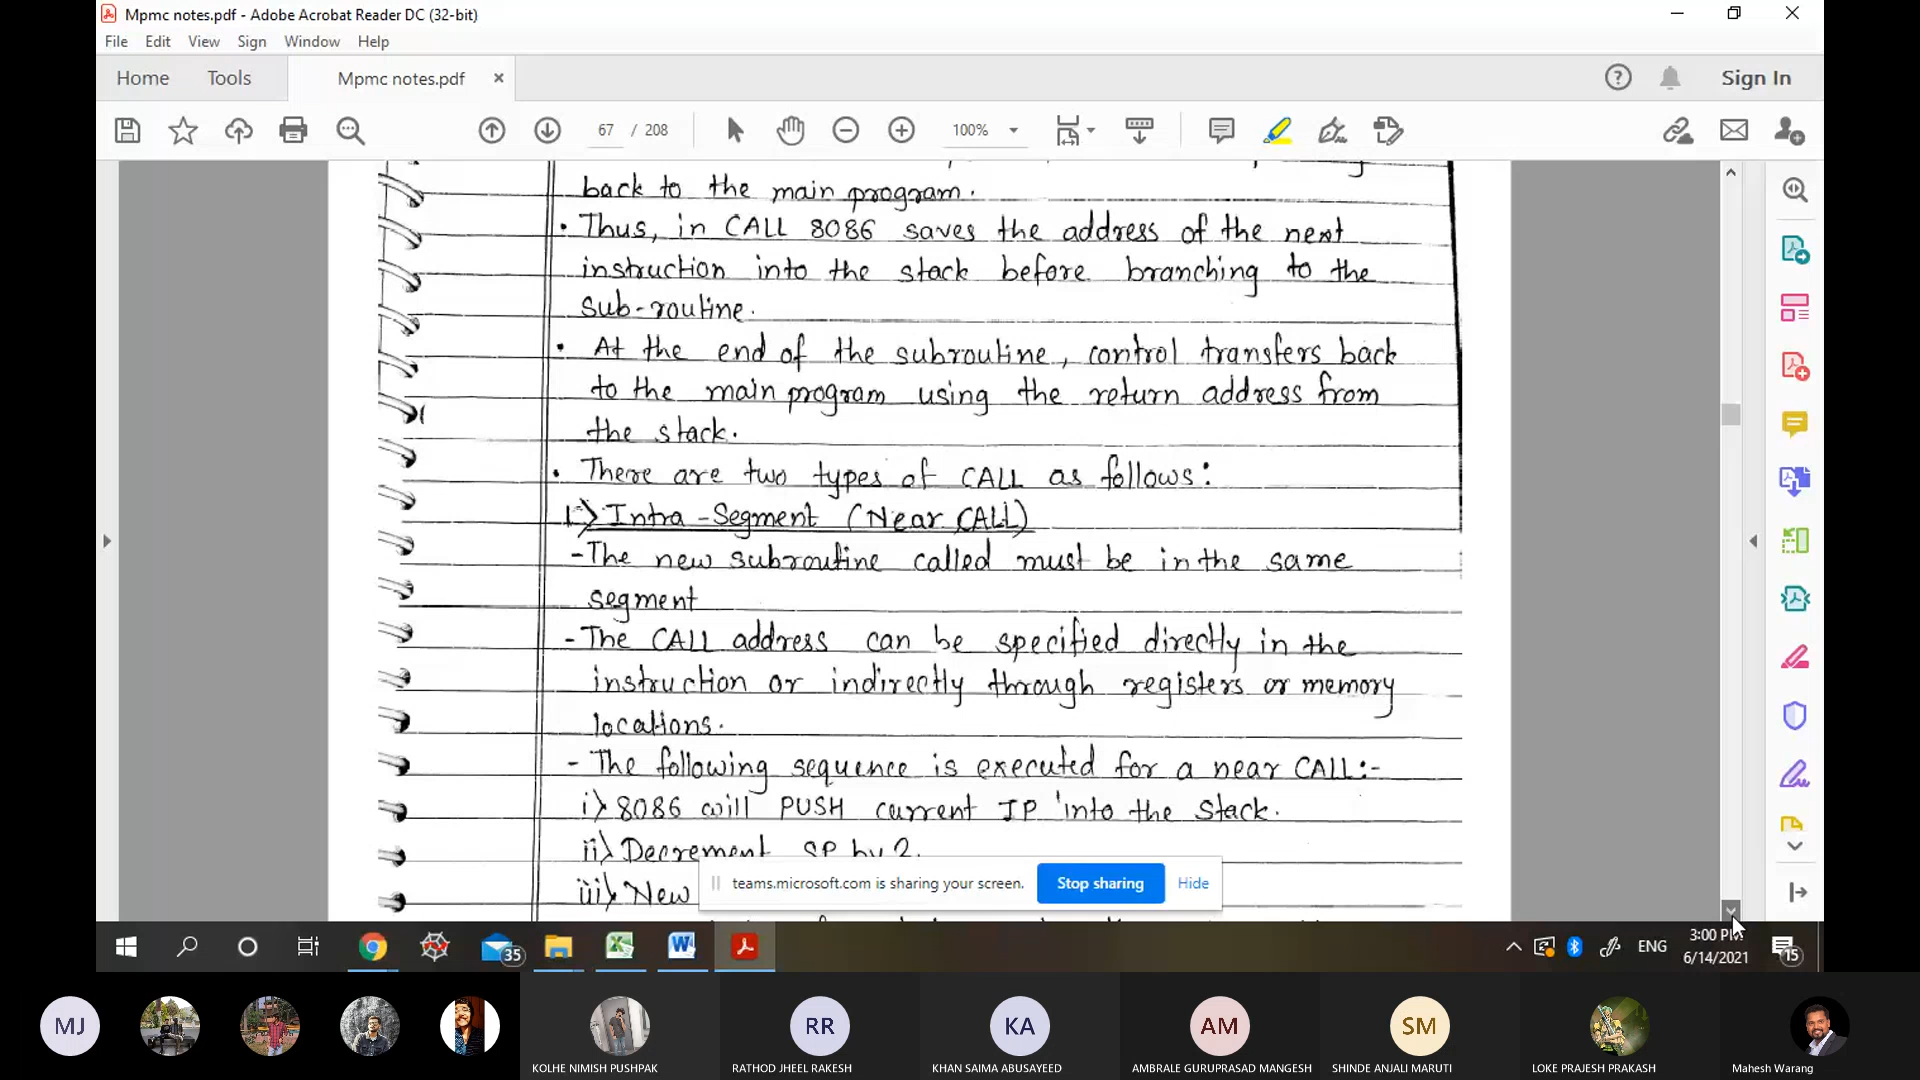 Mpmc notes.pdf - Adobe Acrobat Reader DC (32-bit)
File Edit View Sign Window Help
Home Tools Mpmc notes.pdf × Sign In
67 / 208 100%
back to the main program.
• Thus, in CALL 8086 saves the address of the next
instruction into the stack before branching to the
sub-routine.
• At the end of the subroutine, control transfers back
to the main program using the return address from
the stack.
• There are two types of CALL as follows:
1> Intra-Segment (Near CALL)
- The new subroutine called must be in the same
segment
- The CALL address can be specified directly in the
instruction or indirectly through registers or memory
locations.
- The following sequence is executed for a near CALL:-
i> 8086 will PUSH current IP into the stack.
ii> Decrement SP by 2.
iii> New
teams.microsoft.com is sharing your screen. Stop sharing Hide
35
ENG
3:00 PM
6/14/2021
15
MJ RR KA AM SM
KOLHE NIMISH PUSHPAK RATHOD JHEEL RAKESH KHAN SAIMA ABUSAYEED AMBRALE GURUPRASAD MANGESH SHINDE ANJALI MARUTI LOKE PRAJESH PRAKASH Mahesh Warang